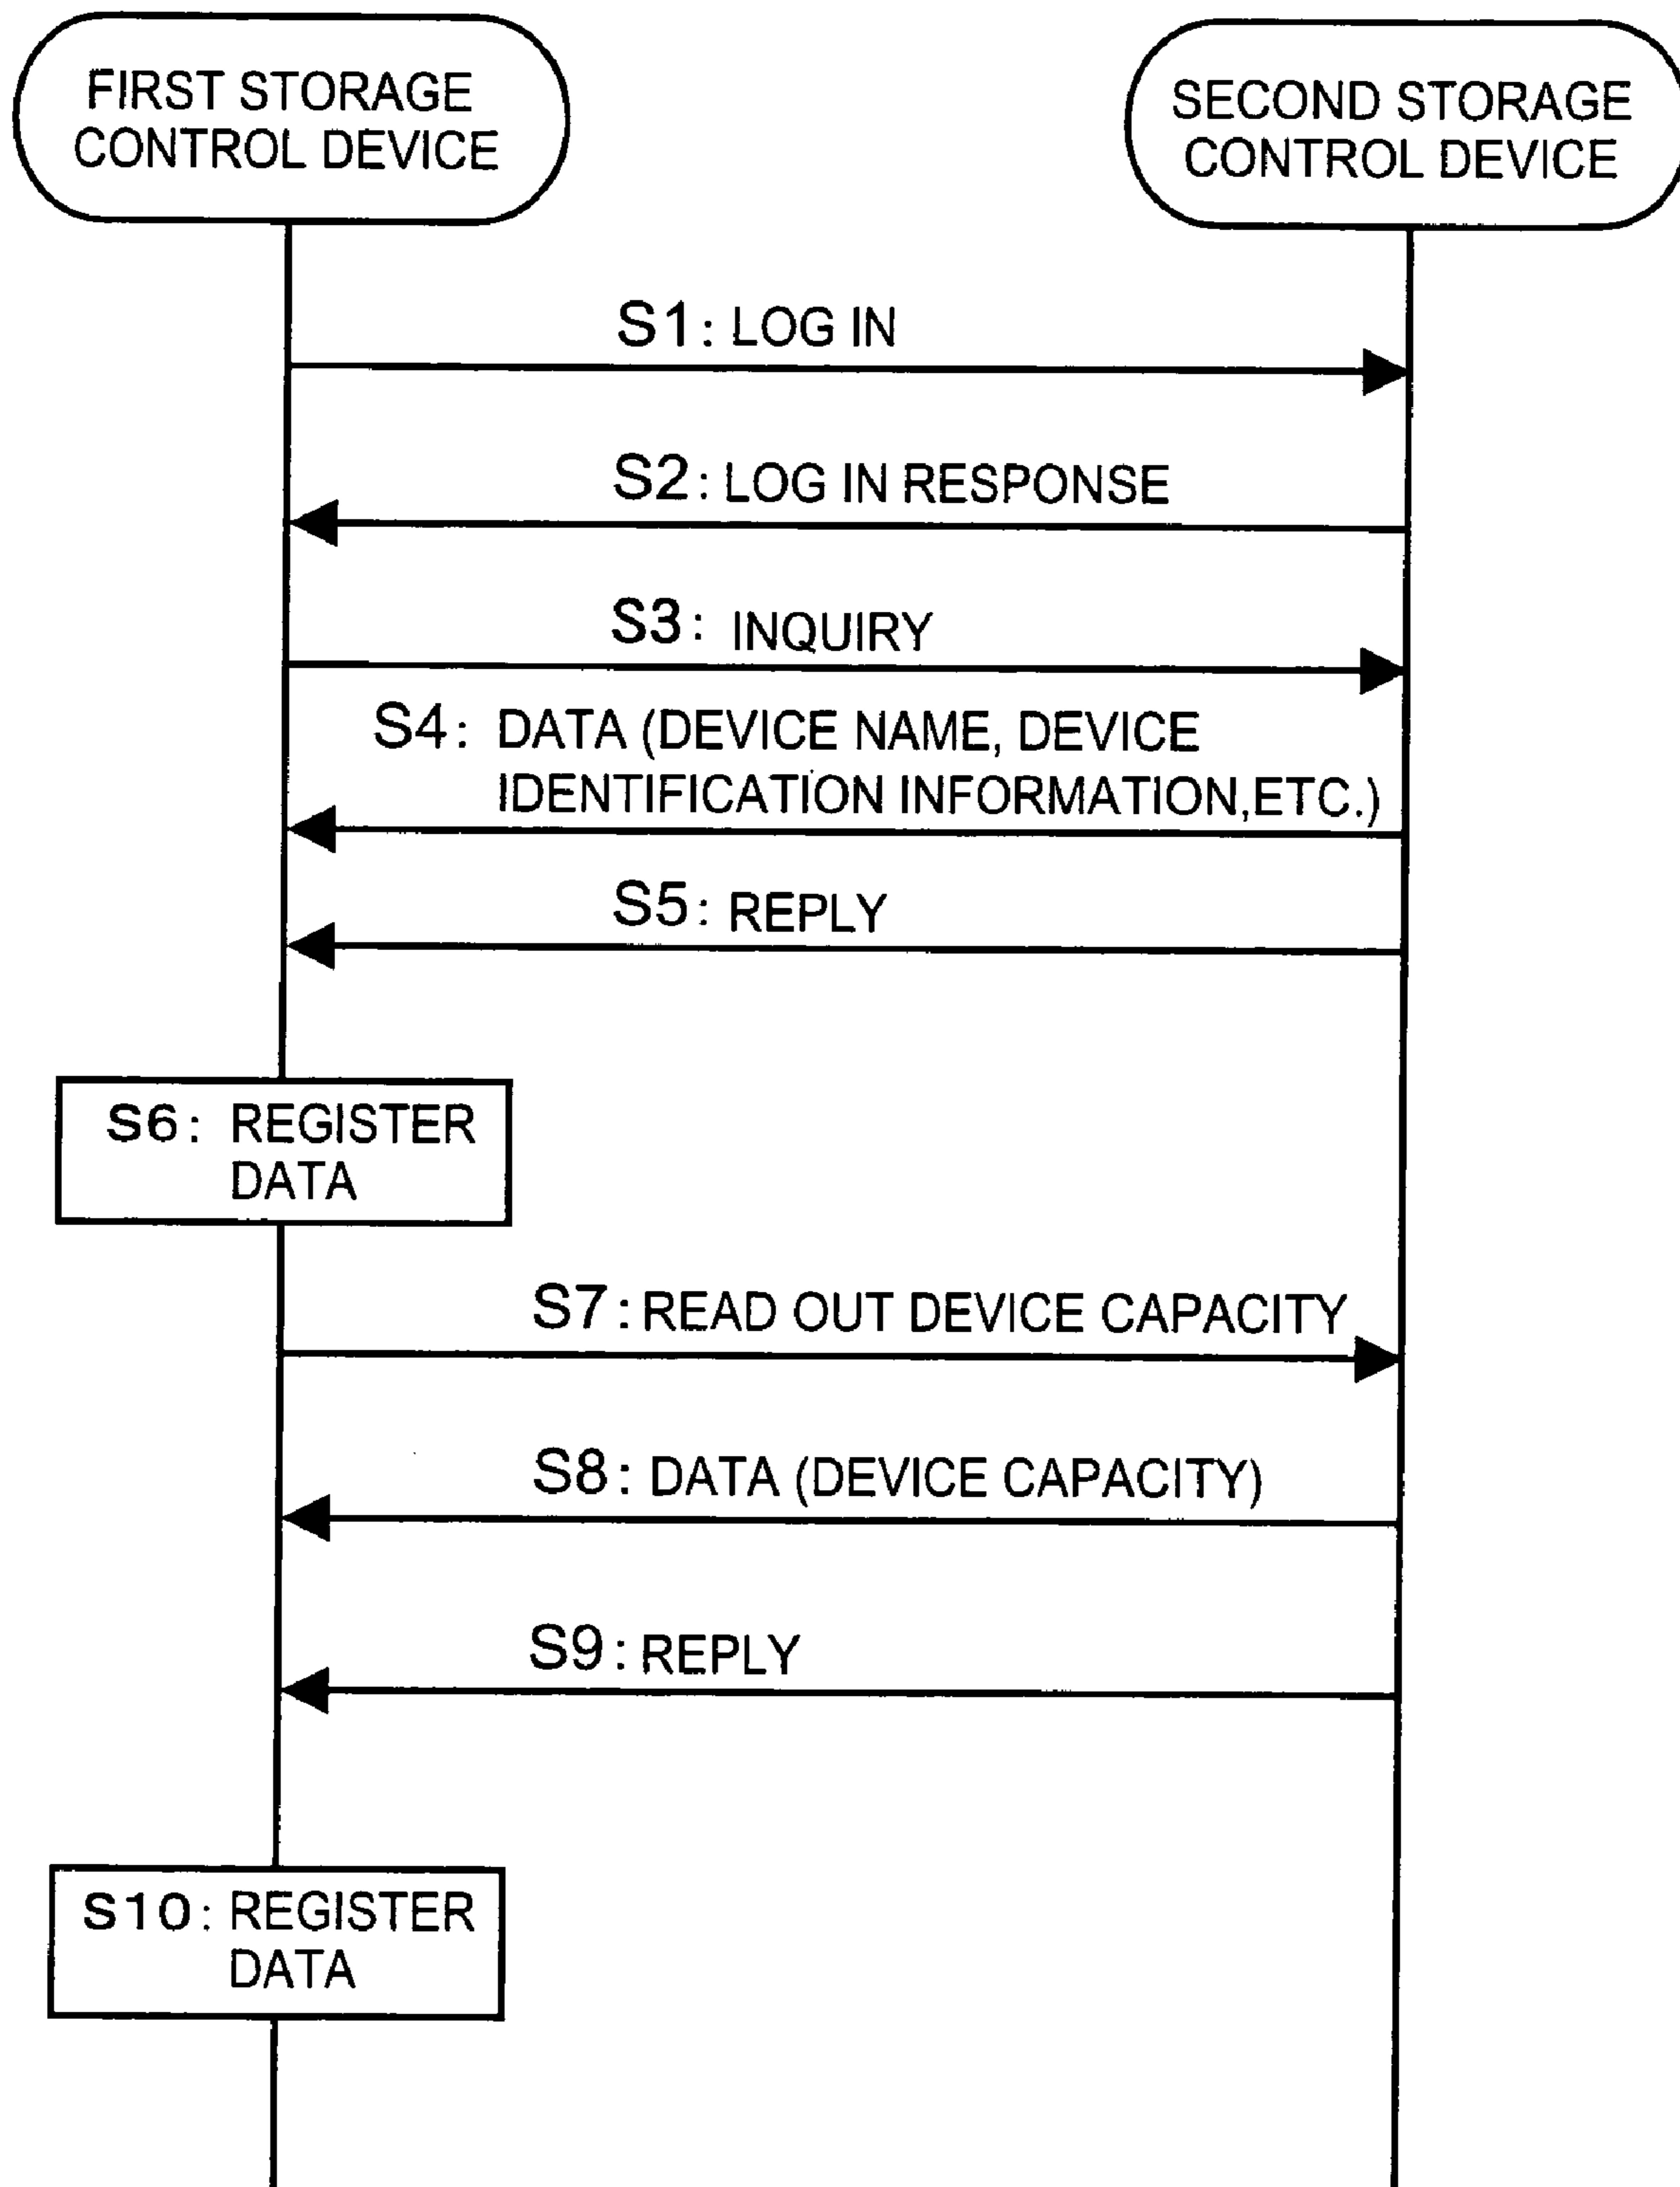 FIRST STORAGE
CONTROL DEVICE
SECOND STORAGE
CONTROL DEVICE
S1: LOG IN
S2: LOG IN RESPONSE
S3: INQUIRY
S4: DATA (DEVICE NAME, DEVICE
IDENTIFICATION INFORMATION,ETC.)
S5: REPLY
S6: REGISTER
DATA
S7: READ OUT DEVICE CAPACITY
S8: DATA (DEVICE CAPACITY)
S9: REPLY
S10: REGISTER
DATA